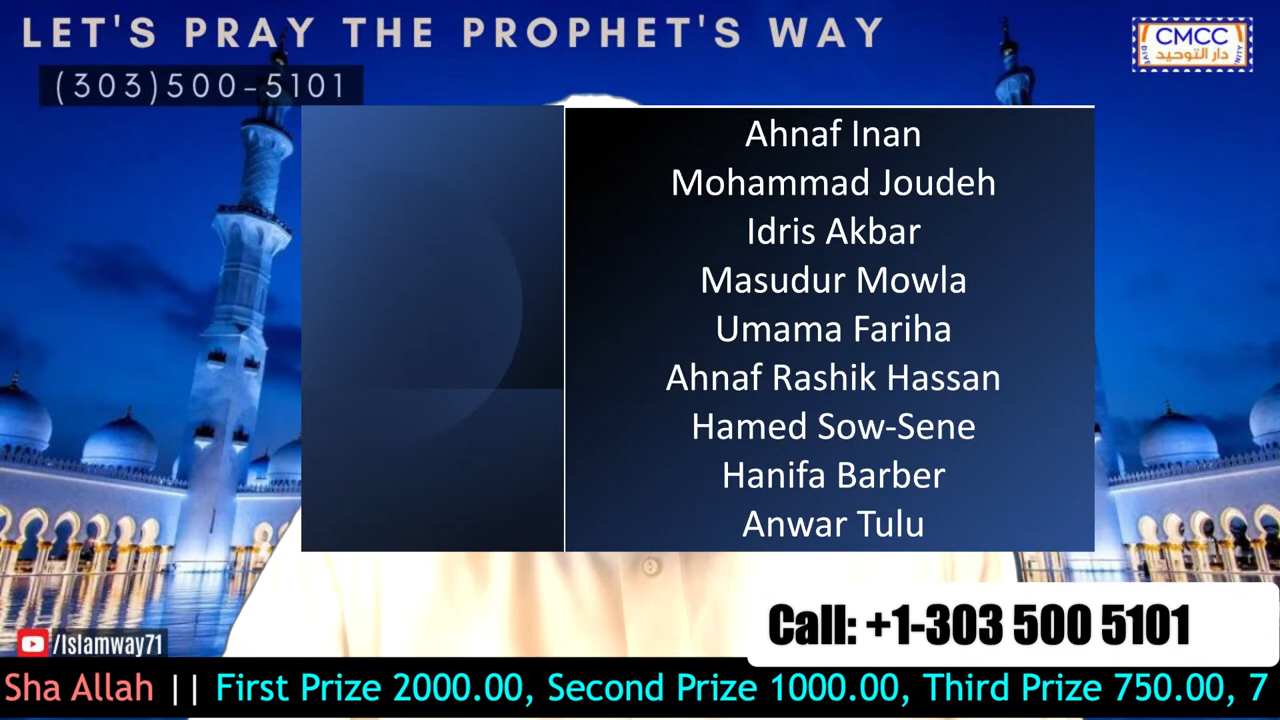 LET'S PRAY THE PROPHET'S WAY
(303)500-5101
CMCC
دار التوحيد
Ahnaf Inan
Mohammad Joudeh
Idris Akbar
Masudur Mowla
Umama Fariha
Ahnaf Rashik Hassan
Hamed Sow-Sene
Hanifa Barber
Anwar Tulu
Call: +1-303 500 5101
/Islamway71
Sha Allah || First Prize 2000.00, Second Prize 1000.00, Third Prize 750.00, 7